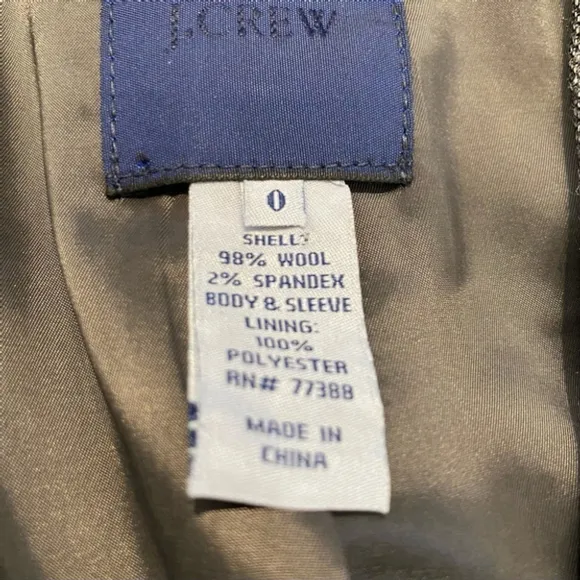 J.CREW
0
SHELL:
98% WOOL
2% SPANDEX
BODY & SLEEVE
LINING:
100%
POLYESTER
RN# 77388
MADE IN
CHINA